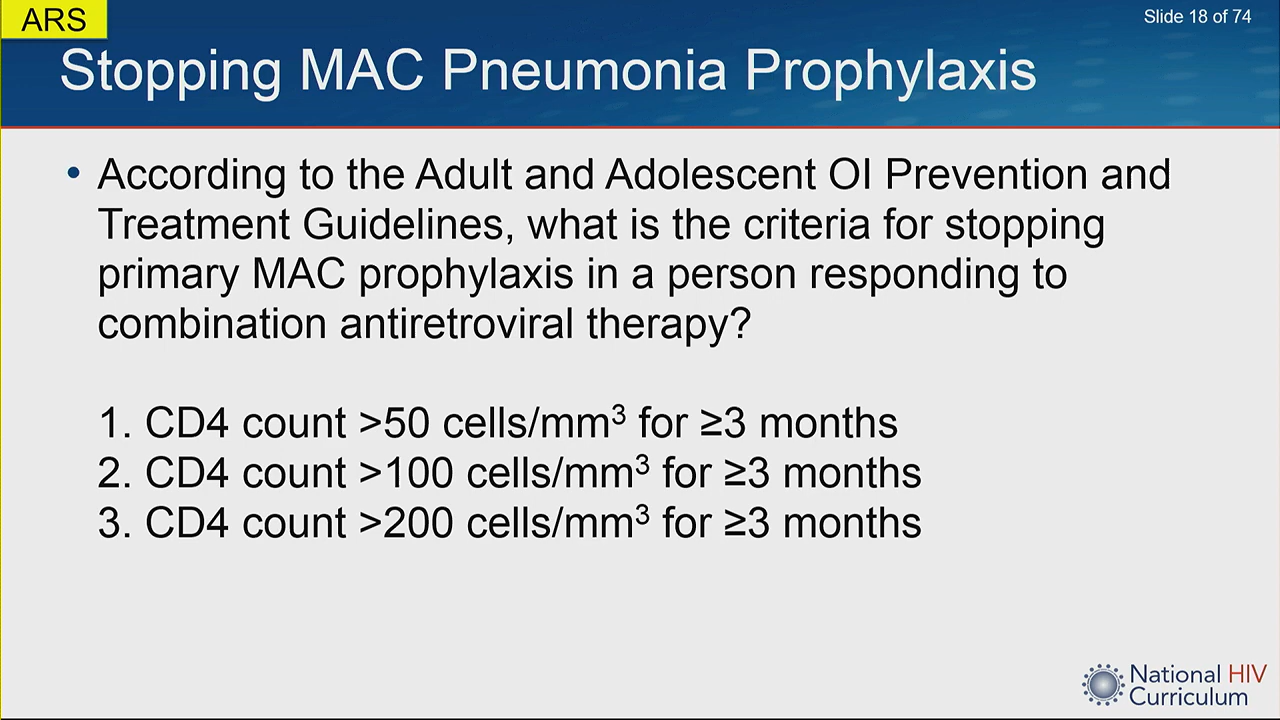 ARS
Slide 18 of 74
Stopping MAC Pneumonia Prophylaxis
• According to the Adult and Adolescent OI Prevention and
Treatment Guidelines, what is the criteria for stopping
primary MAC prophylaxis in a person responding to
combination antiretroviral therapy?
1. CD4 count >50 cells/mm³ for ≥3 months
2. CD4 count >100 cells/mm³ for ≥3 months
3. CD4 count >200 cells/mm³ for ≥3 months
National HIV
Curriculum